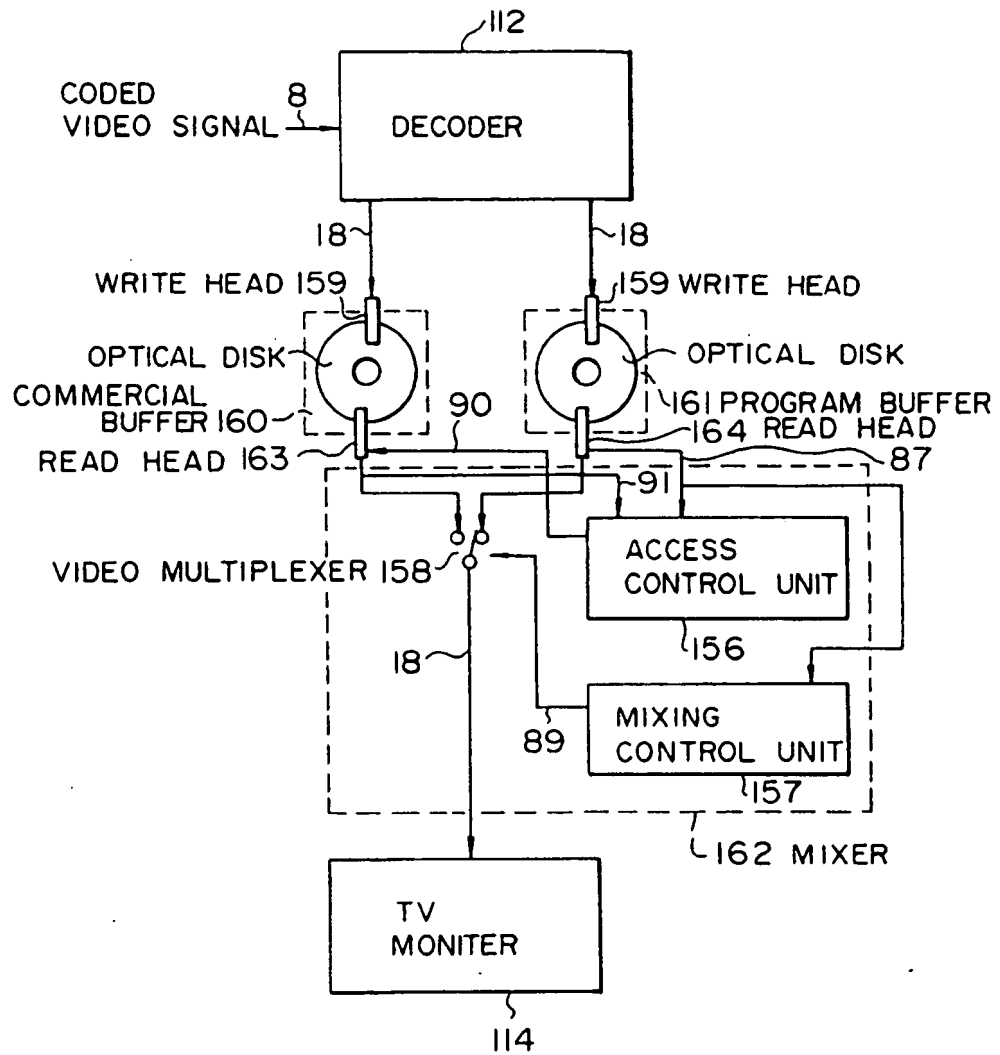 112
CODED
VIDEO SIGNAL
8
DECODER
18
18
WRITE HEAD 159
159 WRITE HEAD
OPTICAL DISK
OPTICAL DISK
COMMERCIAL
BUFFER 160
161 PROGRAM BUFFER
90
164 READ HEAD
READ HEAD 163
87
91
ACCESS
CONTROL UNIT
VIDEO MULTIPLEXER 158
156
18
MIXING
CONTROL UNIT
89
157
162 MIXER
TV
MONITER
114